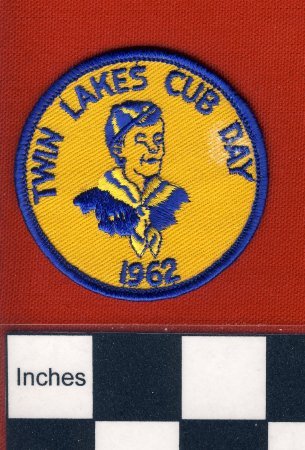 TWIN LAKES CUB DAY
1962
Inches